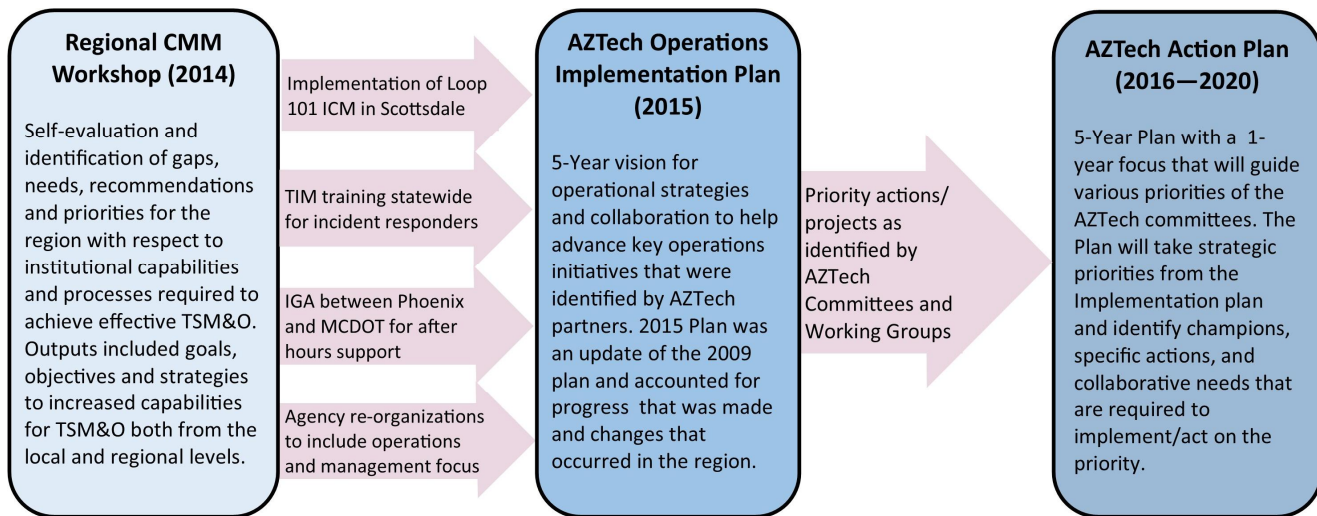 Regional CMM
Workshop (2014)
Self-evaluation and
identification of gaps,
needs, recommendations
and priorities for the
region with respect to
institutional capabilities
and processes required to
achieve effective TSM&O.
Outputs included goals,
objectives and strategies
to increased capabilities
for TSM&O both from the
local and regional levels.
Implementation of Loop
101 ICM in Scottsdale
TIM training statewide
for incident responders
IGA between Phoenix
and MCDOT for after
hours support
Agency re-organizations
to include operations
and management focus
AZTech Operations
Implementation Plan
(2015)
5-Year vision for
operational strategies
and collaboration to help
advance key operations
initiatives that were
identified by AZTech
partners. 2015 Plan was
an update of the 2009
plan and accounted for
progress that was made
and changes that
occurred in the region.
Priority actions/
projects as
identified by
AZTech
Committees and
Working Groups
AZTech Action Plan
(2016—2020)
5-Year Plan with a 1-
year focus that will guide
various priorities of the
AZTech committees. The
Plan will take strategic
priorities from the
Implementation plan
and identify champions,
specific actions, and
collaborative needs that
are required to
implement/act on the
priority.